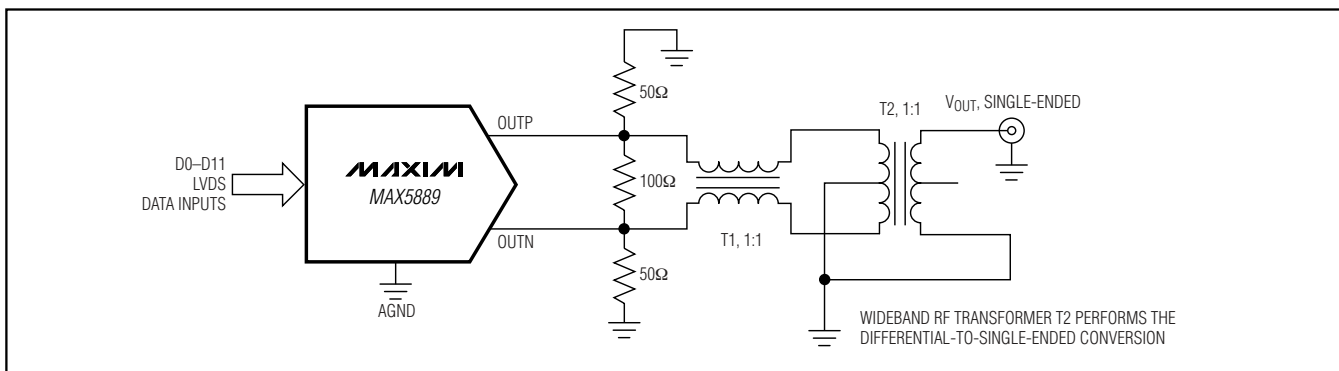 50Ω
T2, 1:1
VOUT, SINGLE-ENDED
OUTP
D0–D11
LVDS
DATA INPUTS
MAXIM
MAX5889
100Ω
OUTN
T1, 1:1
50Ω
AGND
WIDEBAND RF TRANSFORMER T2 PERFORMS THE
DIFFERENTIAL-TO-SINGLE-ENDED CONVERSION